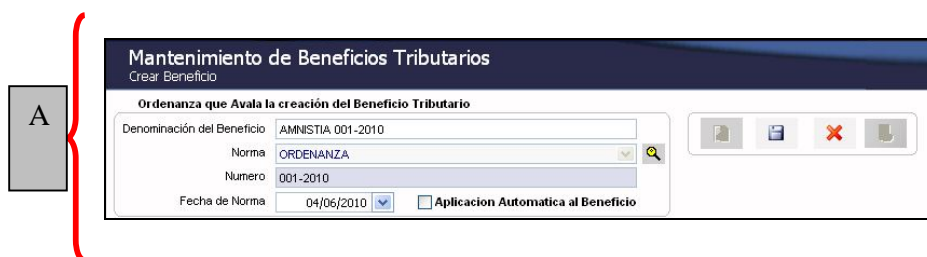 A
Mantenimiento de Beneficios Tributarios
Crear Beneficio
Ordenanza que Avala la creación del Beneficio Tributario
Denominación del Beneficio AMNISTIA 001-2010
Norma ORDENANZA
Numero 001-2010
Fecha de Norma 04/06/2010 Aplicacion Automatica al Beneficio